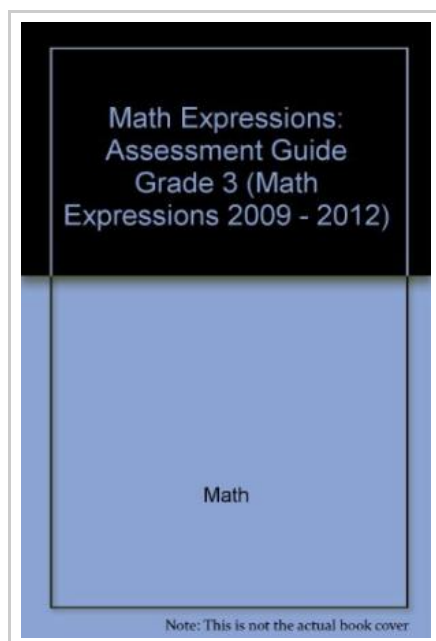 Math Expressions:
Assessment Guide
Grade 3 (Math
Expressions 2009 - 2012)
Math
Note: This is not the actual book cover